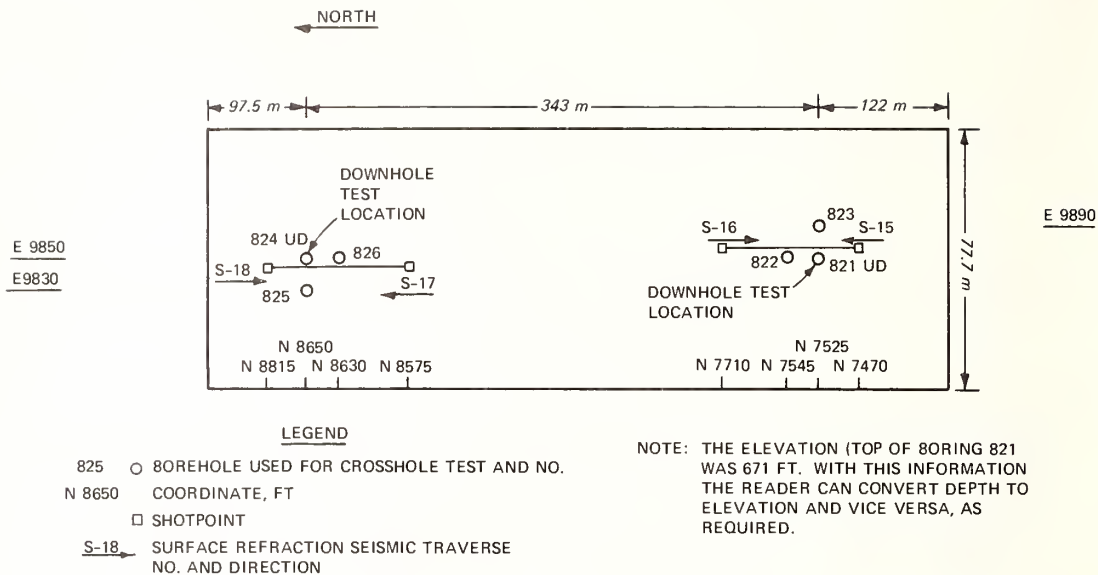 NORTH
97.5 m
343 m
122 m
DOWNHOLE
TEST
LOCATION
823
E 9890
E 9850
824 UD
826
S-16
S-15
77.7 m
E9830
S-18
825
S-17
822
821 UD
DOWNHOLE TEST
LOCATION
N 8650
N 7525
N 8815
N 8630
N 8575
N 7710
N 7545
N 7470
LEGEND
825 8OREHOLE USED FOR CROSSHOLE TEST AND NO.
N 8650 COORDINATE, FT
SHOTPOINT
S-18 SURFACE REFRACTION SEISMIC TRAVERSE
NO. AND DIRECTION
NOTE: THE ELEVATION (TOP OF 8ORING 821
WAS 671 FT. WITH THIS INFORMATION
THE READER CAN CONVERT DEPTH TO
ELEVATION AND VICE VERSA, AS
REQUIRED.